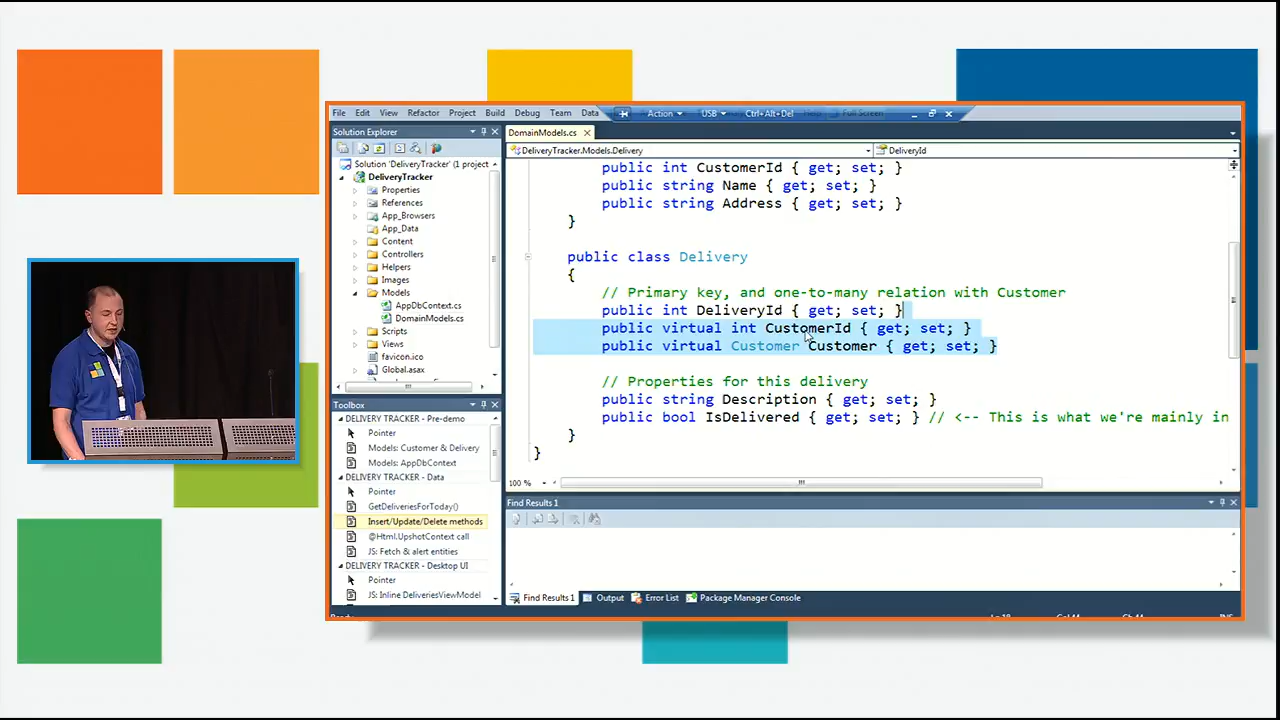 File Edit View Refactor Project Build Debug Team Data Action USB Ctrl+Alt+Del Help Full Screen
Solution Explorer
Solution 'DeliveryTracker' (1 project
DeliveryTracker
Properties
References
App_Browsers
App_Data
Content
Controllers
Helpers
Images
Models
AppDbContext.cs
DomainModels.cs
Scripts
Views
favicon.ico
Global.asax
Toolbox
DELIVERY TRACKER - Pre-demo
Pointer
Models: Customer & Delivery
Models: AppDbContext
DELIVERY TRACKER - Data
Pointer
GetDeliveriesForToday()
Insert/Update/Delete methods
@Html.UpshotContext call
JS: Fetch & alert entities
DELIVERY TRACKER - Desktop UI
Pointer
JS: Inline DeliveriesViewModel
DomainModels.cs
DeliveryTracker.Models.Delivery DeliveryId
public int CustomerId { get; set; }
public string Name { get; set; }
public string Address { get; set; }
}
public class Delivery
{
// Primary key, and one-to-many relation with Customer
public int DeliveryId { get; set; }
public virtual int CustomerId { get; set; }
public virtual Customer Customer { get; set; }
// Properties for this delivery
public string Description { get; set; }
public bool IsDelivered { get; set; } // <-- This is what we're mainly in
}
}
100 %
Find Results 1
Find Results 1 Output Error List Package Manager Console